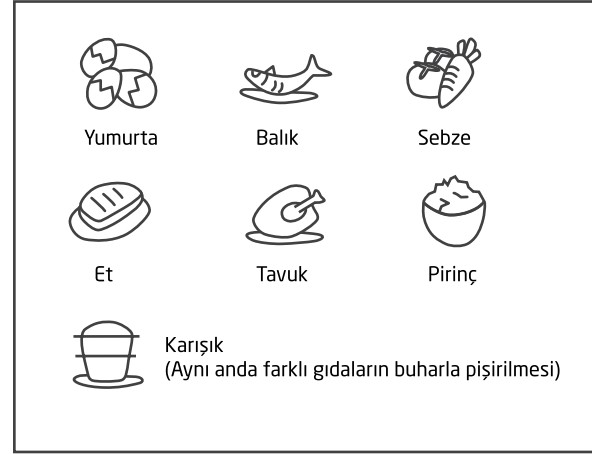 Yumurta
Balık
Sebze
Et
Tavuk
Pirinç
Karışık
(Aynı anda farklı gıdaların buharla pişirilmesi)